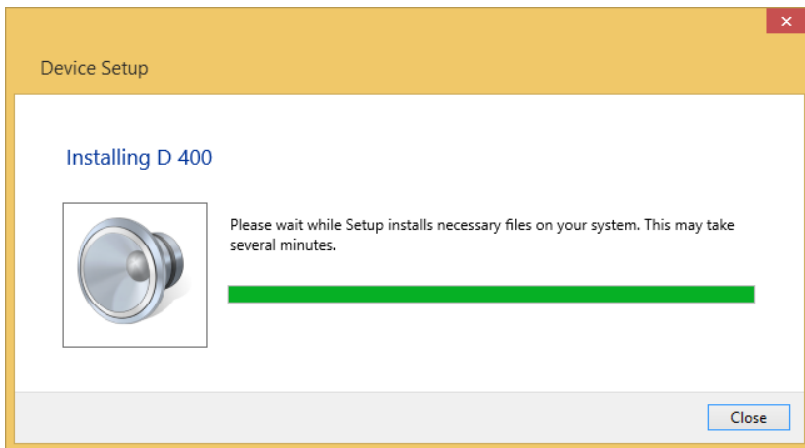 Device Setup
Installing D 400
Please wait while Setup installs necessary files on your system. This may take
several minutes.
Close